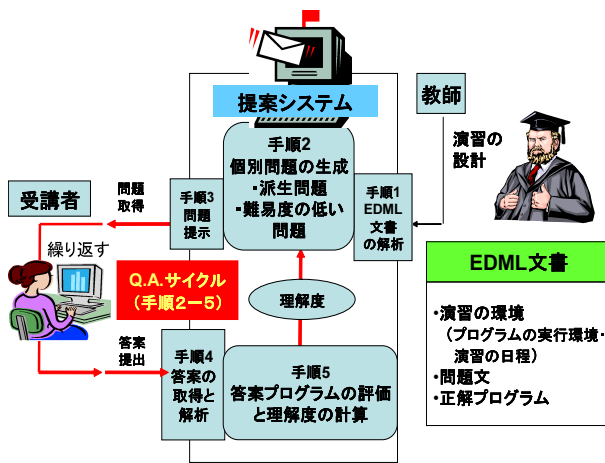 提案システム
教師
演習の
設計
手順2
個別問題の生成
・派生問題
・難易度の低い
問題
手順1
EDML
文書
の解析
手順3
問題
提示
問題
取得
受講者
繰り返す
Q.A.サイクル
(手順2ー5)
理解度
答案
提出
手順4
答案の
取得と
解析
手順5
答案プログラムの評価
と理解度の計算
EDML文書
・演習の環境
(プログラムの実行環境・
演習の日程)
・問題文
・正解プログラム